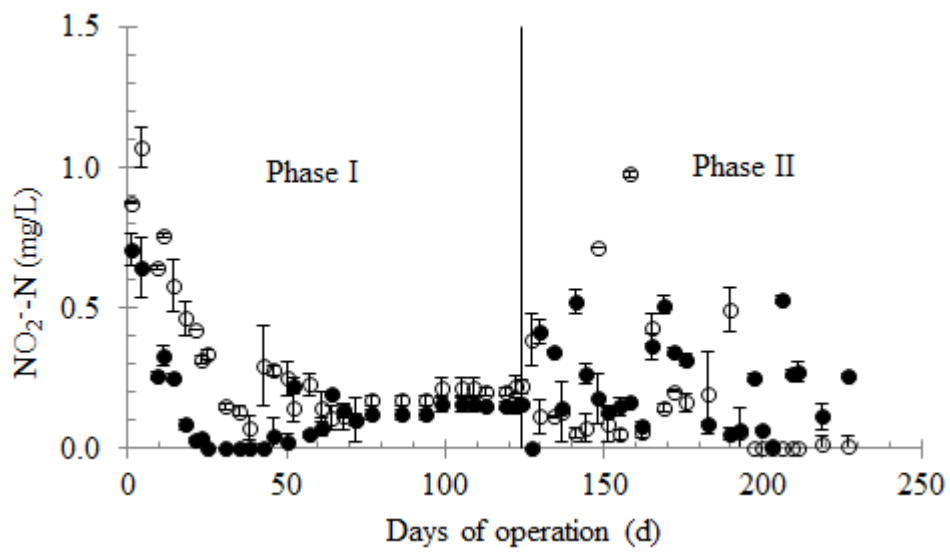 1.5
1.0
0.5
0.0
NO₂⁻-N (mg/L)
Phase I
Phase II
0 50 100 150 200 250
Days of operation (d)